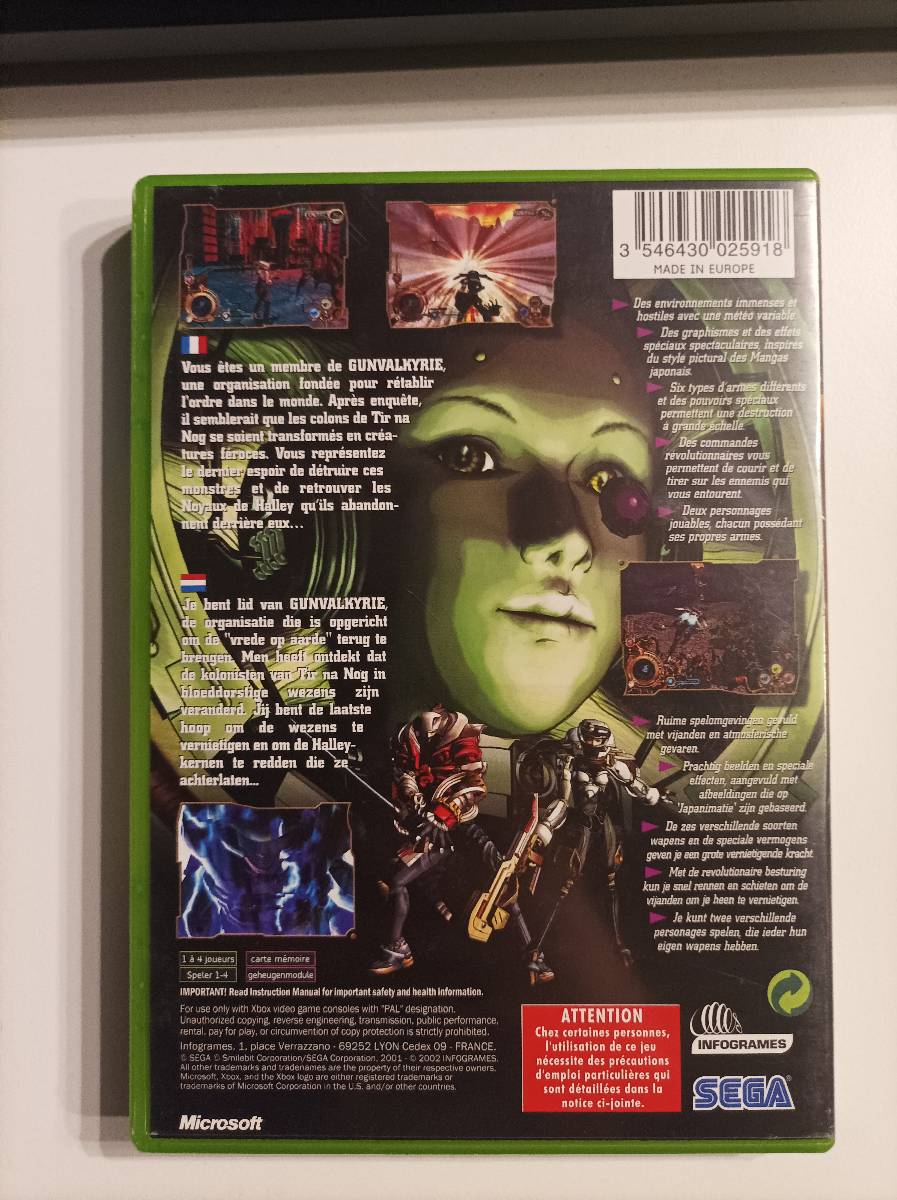 3 546430 025918
MADE IN EUROPE
Vous êtes un membre de GUNVALKYRIE,
une organisation fondée pour rétablir
l'ordre dans le monde. Après enquête,
il semblerait que les colons de Tir na
Nog se soient transformés en créa-
tures féroces. Vous représentez
le dernier espoir de détruire ces
monstres et de retrouver les
Noyaux de Halley qu'ils abandon-
nent derrière eux...
Je bent lid van GUNVALKYRIE,
de organisatie die is opgericht
om de "vrede op aarde" terug te
brengen. Men heeft ontdekt dat
de kolonisten van Tir na Nog in
bloeddorstige wezens zijn
veranderd. Jij bent de laatste
hoop om de wezens te
vernietigen en om de Halley-
kernen te redden die ze
achterlaten...
Des environnements immenses et
hostiles avec une météo variable.
Des graphismes et des effets
spéciaux spectaculaires, inspirés
du style pictural des Mangas
japonais.
Six types d'armes différents
et des pouvoirs spéciaux
permettent une destruction
à grande échelle.
Des commandes
révolutionnaires vous
permettent de courir et de
tirer sur les ennemis qui
vous entourent.
Deux personnages
jouables, chacun possédant
ses propres armes.
Ruime spelomgevingen gevuld
met vijanden en atmosferische
gevaren.
Prachtig beelden en speciale
effecten, aangevuld met
afbeeldingen die op
'Japanimatie' zijn gebaseerd.
De zes verschillende soorten
wapens en de speciale vermogens
geven je een grote vernietigende kracht.
Met de revolutionaire besturing
kun je snel rennen en schieten om de
vijanden om je heen te vernietigen.
Je kunt twee verschillende
personages spelen, die ieder hun
eigen wapens hebben.
1 à 4 joueurs
carte mémoire
Speler 1-4
geheugenmodule
IMPORTANT! Read Instruction Manual for important safety and health information.
For use only with Xbox video game consoles with "PAL" designation.
Unauthorized copying, reverse engineering, transmission, public performance,
rental, pay for play, or circumvention of copy protection is strictly prohibited.
Infogrames. 1, place Verrazzano - 69252 LYON Cedex 09 - FRANCE.
© SEGA © Smilebit Corporation/SEGA Corporation, 2001 - © 2002 INFOGRAMES.
All other trademarks and tradenames are the property of their respective owners.
Microsoft, Xbox, and the Xbox logo are either registered trademarks or
trademarks of Microsoft Corporation in the U.S. and/or other countries.
Microsoft
ATTENTION
Chez certaines personnes,
l'utilisation de ce jeu
nécessite des précautions
d'emploi particulières qui
sont détaillées dans la
notice ci-jointe.
INFOGRAMES
SEGA